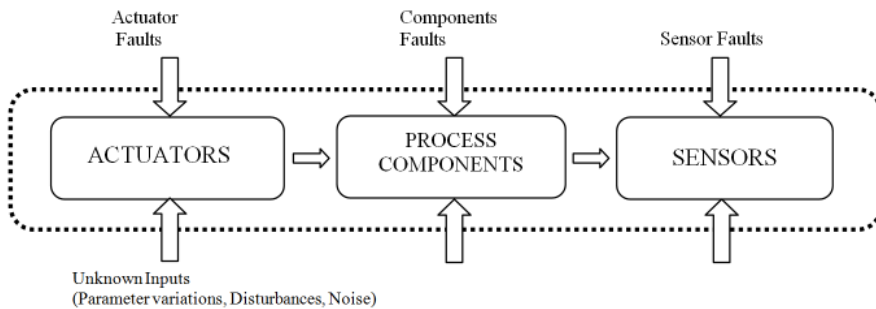 Actuator
Faults
Components
Faults
Sensor Faults
ACTUATORS
PROCESS
COMPONENTS
SENSORS
Unknown Inputs
(Parameter variations, Disturbances, Noise)